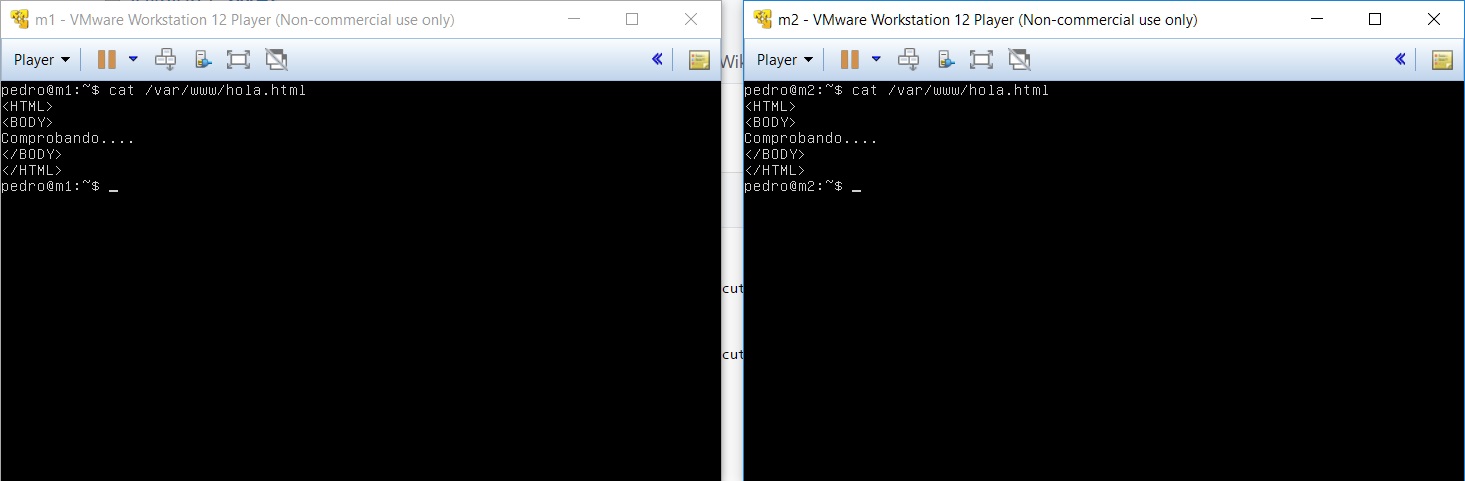 m1 - VMware Workstation 12 Player (Non-commercial use only)
Player
pedro@m1:~$ cat /var/www/hola.html
<HTML>
<BODY>
Comprobando....
</BODY>
</HTML>
pedro@m1:~$ _
Wik
cut
cut
m2 - VMware Workstation 12 Player (Non-commercial use only)
Player
pedro@m2:~$ cat /var/www/hola.html
<HTML>
<BODY>
Comprobando....
</BODY>
</HTML>
pedro@m2:~$ _